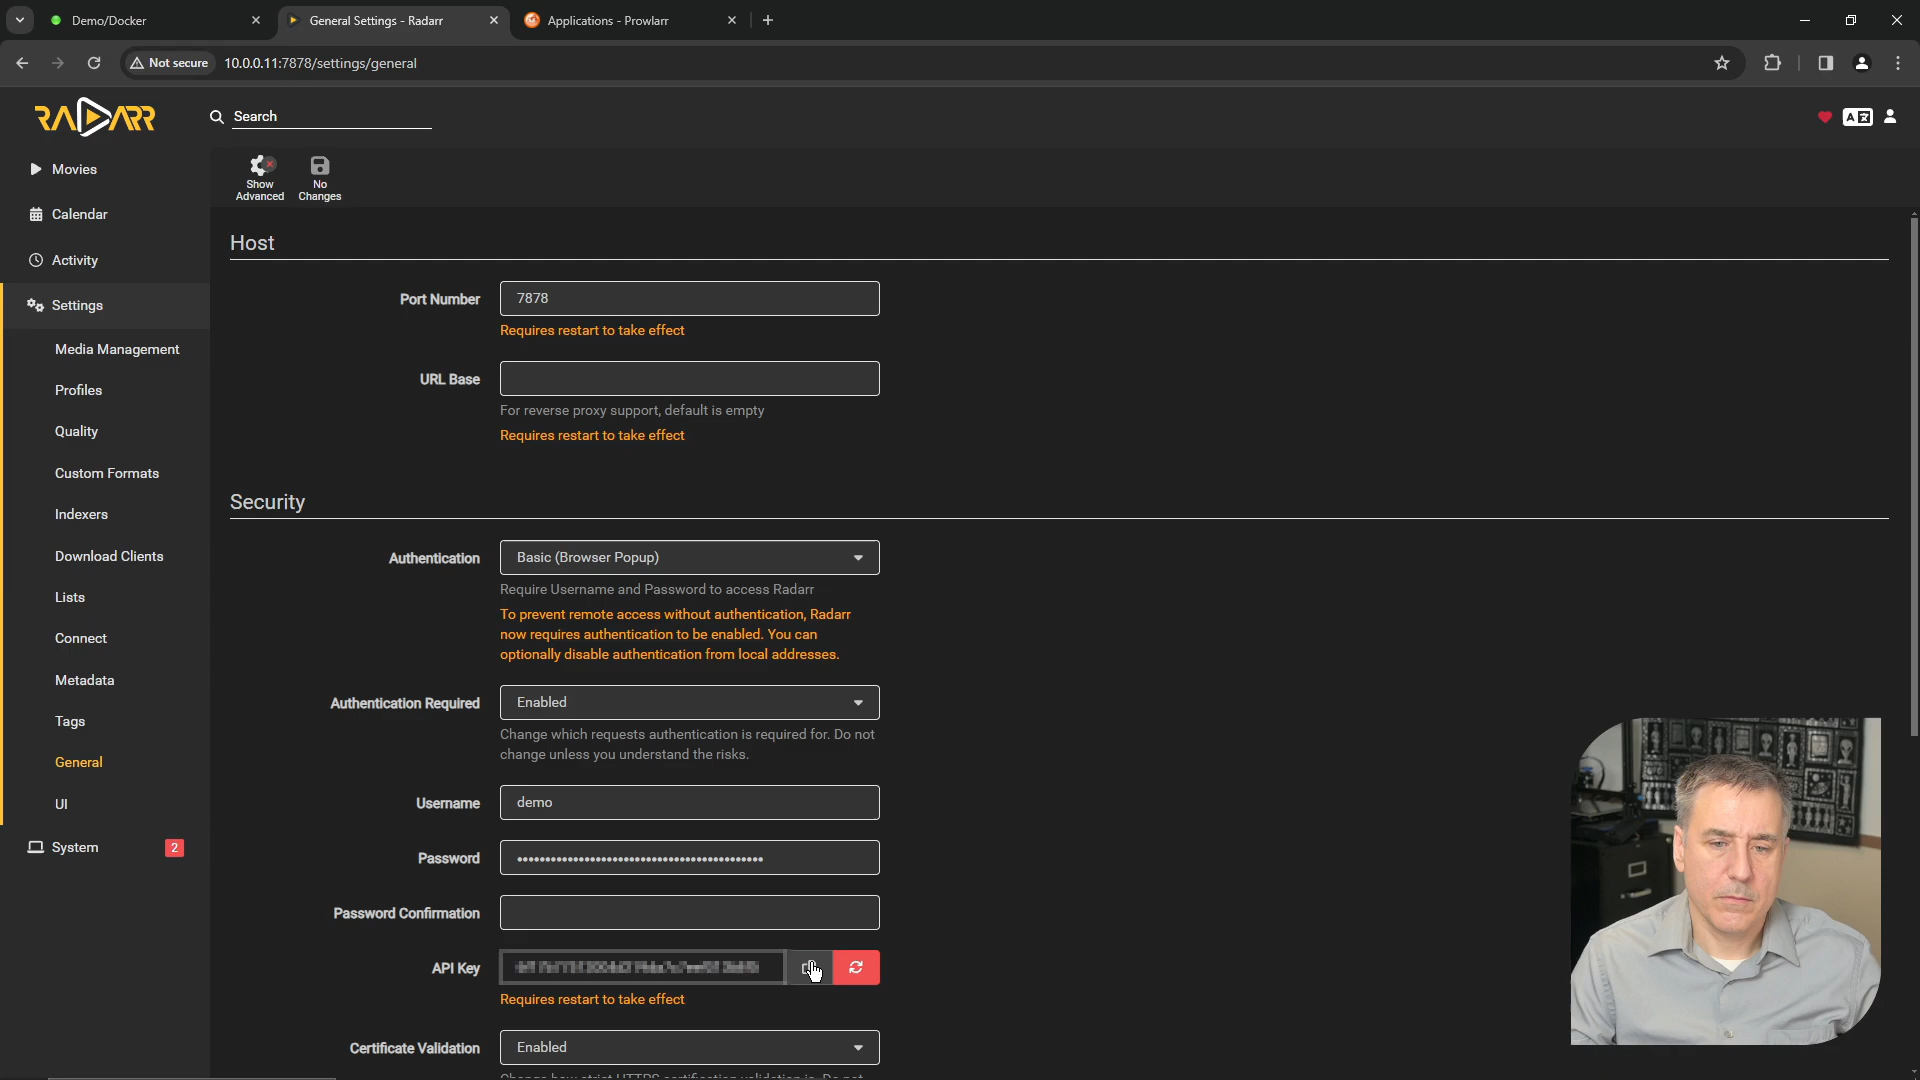 Demo/Docker
General Settings - Radarr
Applications - Prowlarr
Not secure
10.0.0.11:7878/settings/general
RADARR
Search
Movies
Calendar
Activity
Settings
Media Management
Profiles
Quality
Custom Formats
Indexers
Download Clients
Lists
Connect
Metadata
Tags
General
UI
System
2
Show
Advanced
No
Changes
Host
Port Number
7878
Requires restart to take effect
URL Base
For reverse proxy support, default is empty
Requires restart to take effect
Security
Authentication
Basic (Browser Popup)
Require Username and Password to access Radarr
To prevent remote access without authentication, Radarr
now requires authentication to be enabled. You can
optionally disable authentication from local addresses.
Authentication Required
Enabled
Change which requests authentication is required for. Do not
change unless you understand the risks.
Username
demo
Password
Password Confirmation
API Key
Requires restart to take effect
Certificate Validation
Enabled